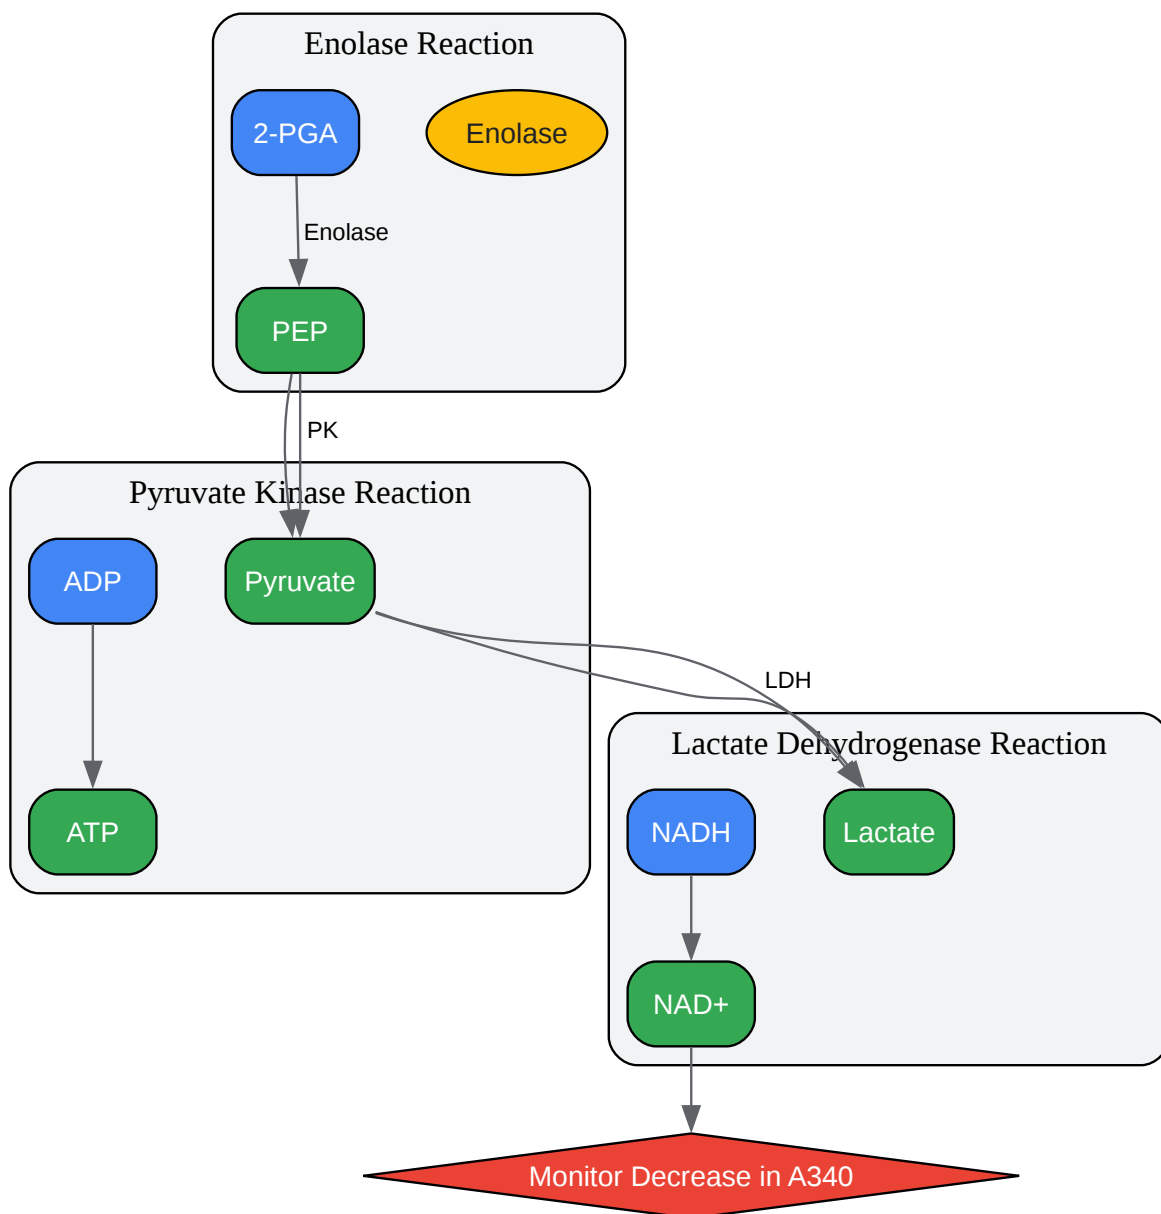 Enolase Reaction
2-PGA
Enolase
Enolase
PEP
PK
Pyruvate Kinase Reaction
ADP
Pyruvate
LDH
Lactate Dehydrogenase Reaction
ATP
NADH
Lactate
NAD+
Monitor Decrease in A340